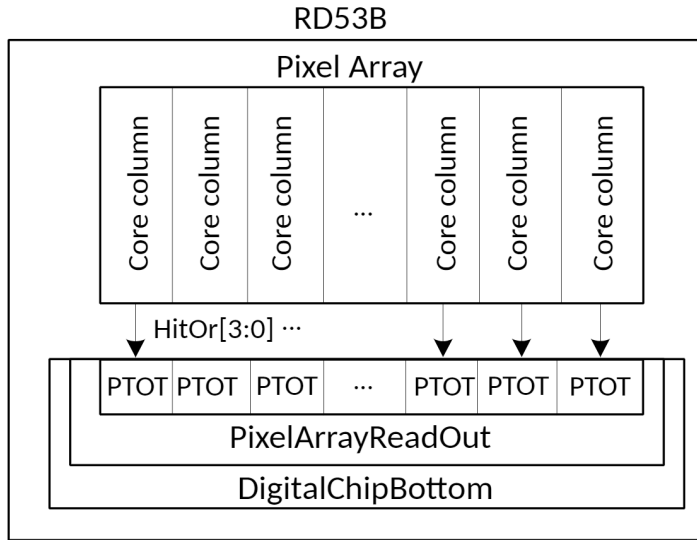 RD53B
Pixel Array
Core column Core column Core column ... Core column Core column Core column
HitOr[3:0] ...
PTOT PTOT PTOT ... PTOT PTOT PTOT
PixelArrayReadOut
DigitalChipBottom